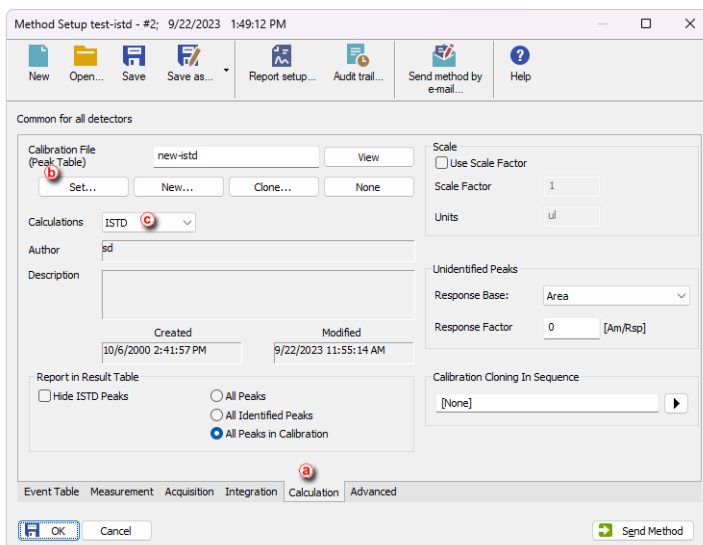 Method Setup test-istd - #2; 9/22/2023 1:49:12 PM
New Open... Save Save as... Report setup... Audit trail... Send method by e-mail... Help
Common for all detectors
Calibration File
(Peak Table)
new-istd
View
b
Set... New... Clone... None
Calculations ISTD c
Author sd
Description
Created Modified
10/6/2000 2:41:57 PM 9/22/2023 11:55:14 AM
Report in Result Table
Hide ISTD Peaks
All Peaks
All Identified Peaks
All Peaks in Calibration
Scale
Use Scale Factor
Scale Factor 1
Units ul
Unidentified Peaks
Response Base: Area
Response Factor 0 [Am/Rsp]
Calibration Cloning In Sequence
[None]
a
Event Table Measurement Acquisition Integration Calculation Advanced
OK Cancel Send Method